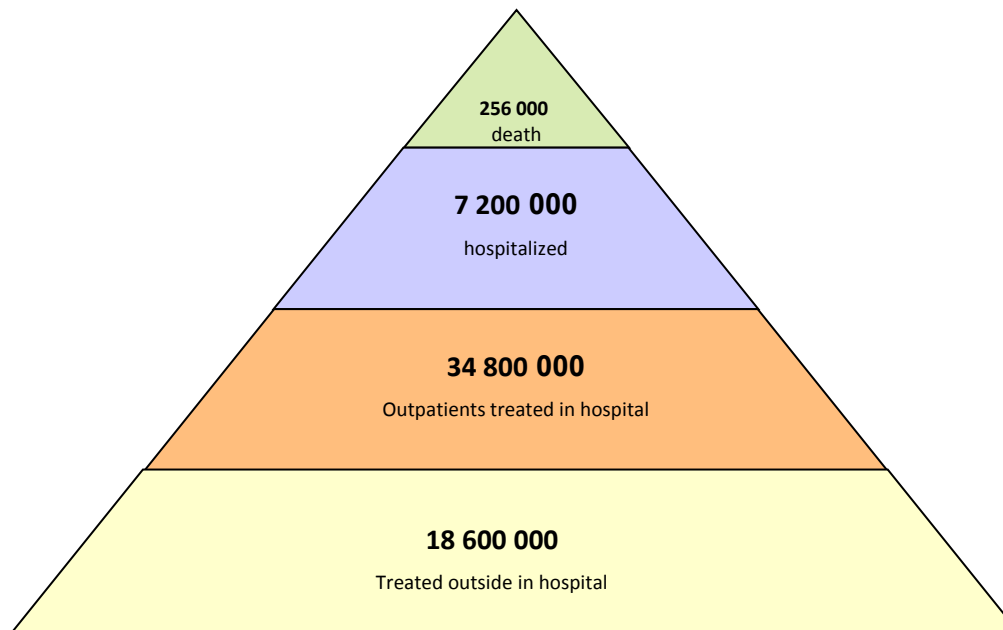 256 000
death
7 200 000
hospitalized
34 800 000
Outpatients treated in hospital
18 600 000
Treated outside in hospital